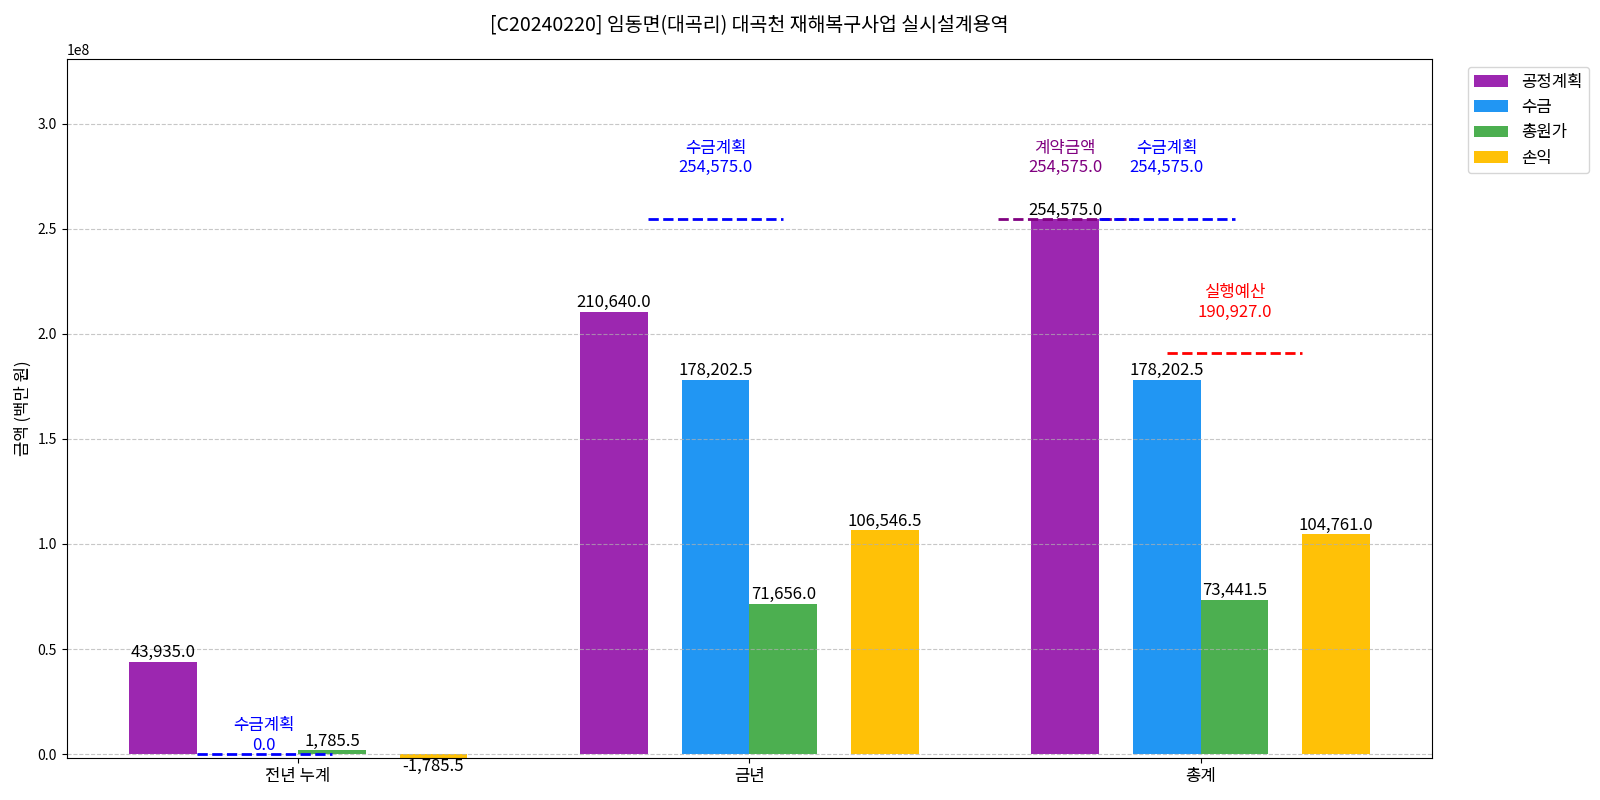 [C20240220] 임동면(대곡리) 대곡천 재해복구사업 실시설계용역
1e8
3.0
2.5
2.0
1.5
1.0
0.5
0.0
금액 (백만 원)
43,935.0
수금계획
0.0
1,785.5
-1,785.5
전년 누계
210,640.0
수금계획
254,575.0
178,202.5
71,656.0
106,546.5
금년
계약금액
254,575.0
254,575.0
수금계획
254,575.0
178,202.5
실행예산
190,927.0
73,441.5
104,761.0
총계
공정계획
수금
총원가
손익